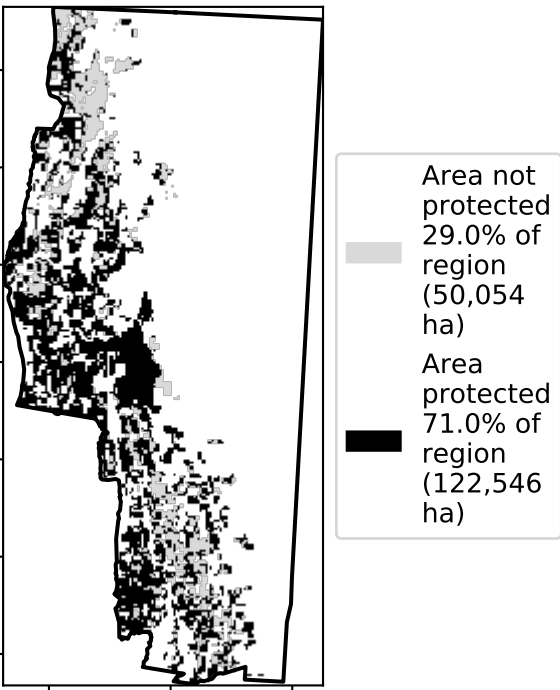 Area not
protected
29.0% of
region
(50,054
ha)
Area
protected
71.0% of
region
(122,546
ha)